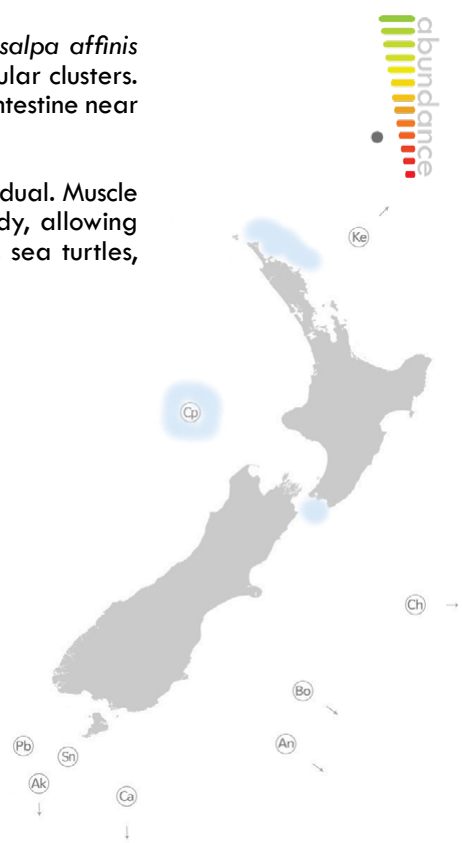 salpa affinis
ular clusters.
ntestine near
dual. Muscle
dy, allowing
sea turtles,
abundance
Ke
Cp
Ch
Bo
An
Pb
Sn
Ak
Ca